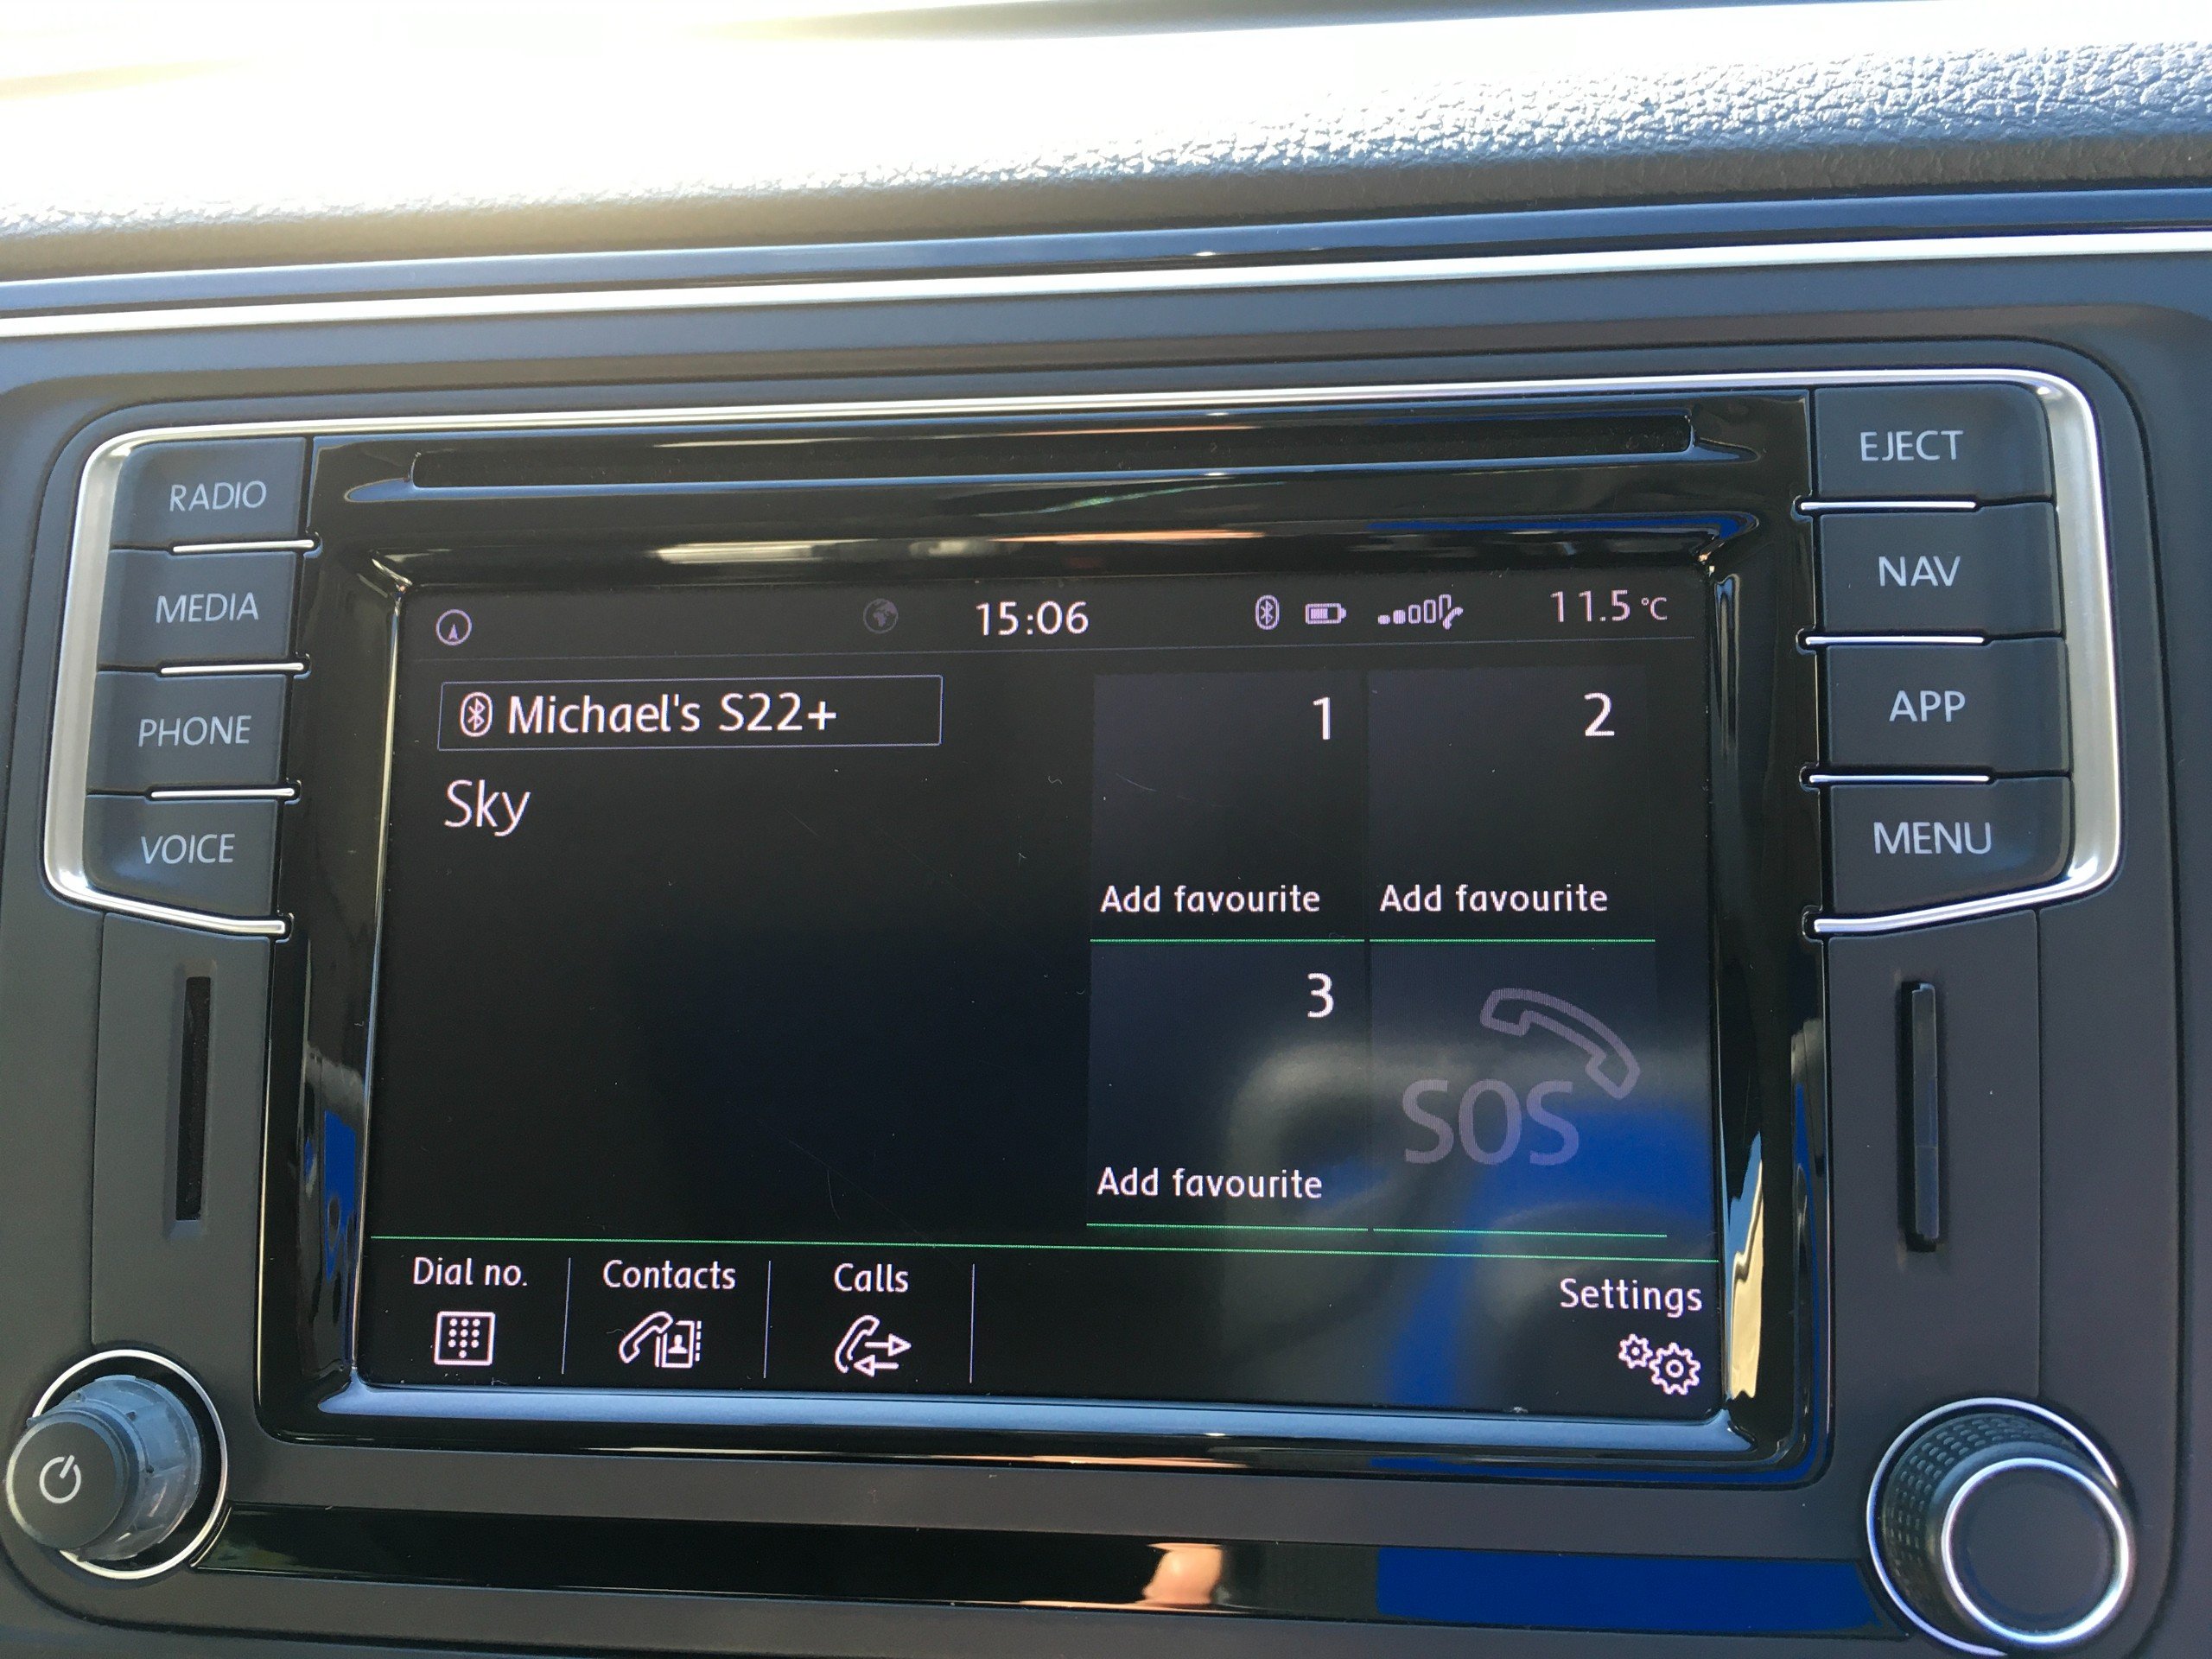 RADIO
MEDIA
PHONE
VOICE
EJECT
NAV
APP
MENU
15:06
11.5 °C
Michael's S22+
Sky
1
Add favourite
2
Add favourite
3
Add favourite
SOS
Dial no.
Contacts
Calls
Settings